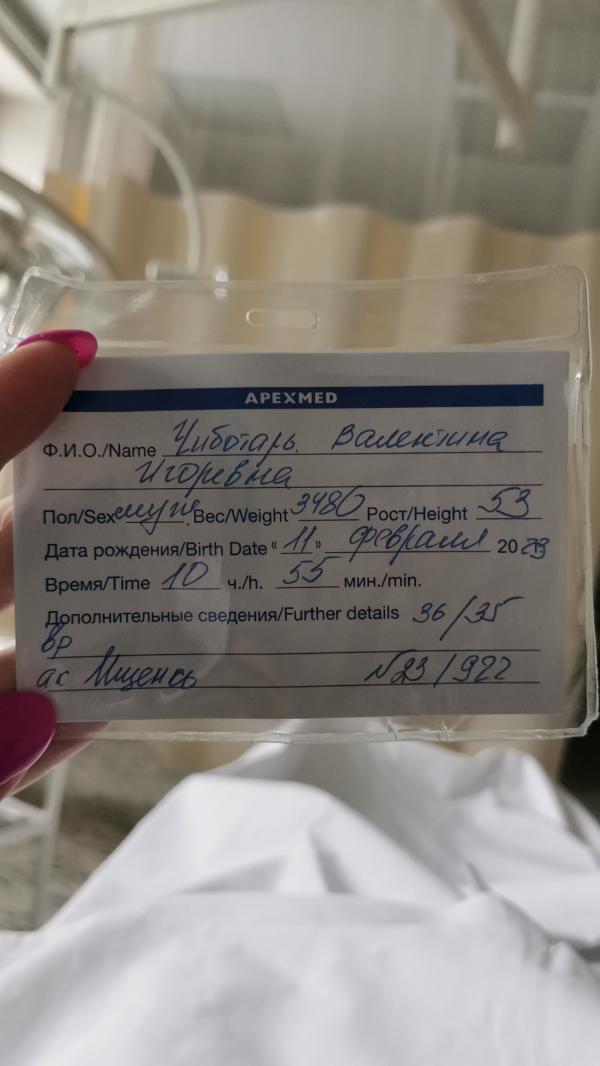 APEXMED
Ф.И.О./Name Чиботарь Валентина
Игоревна
Пол/Sex муж. Вес/Weight 3480 Рост/Height 53
Дата рождения/Birth Date “ 11 ” февраля 2023
Время/Time 10 ч./h. 55 мин./min.
Дополнительные сведения/Further details 36/35
вр
ас №23/922